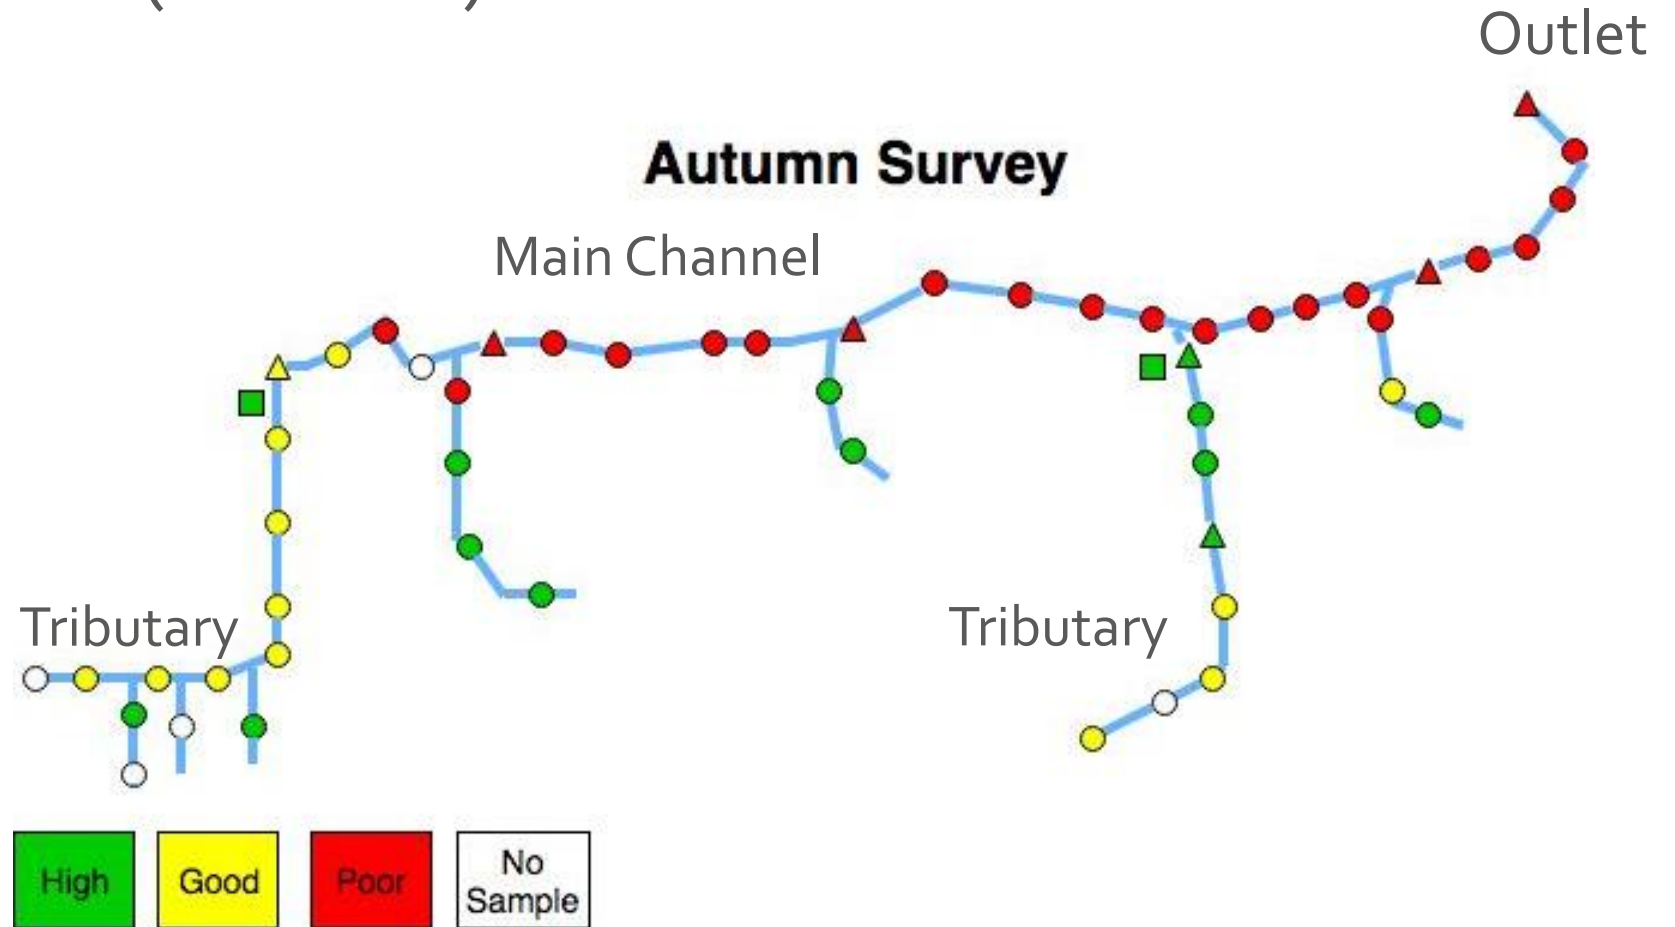 Outlet
Autumn Survey
Main Channel
Tributary
Tributary
High
Good
Poor
No
Sample